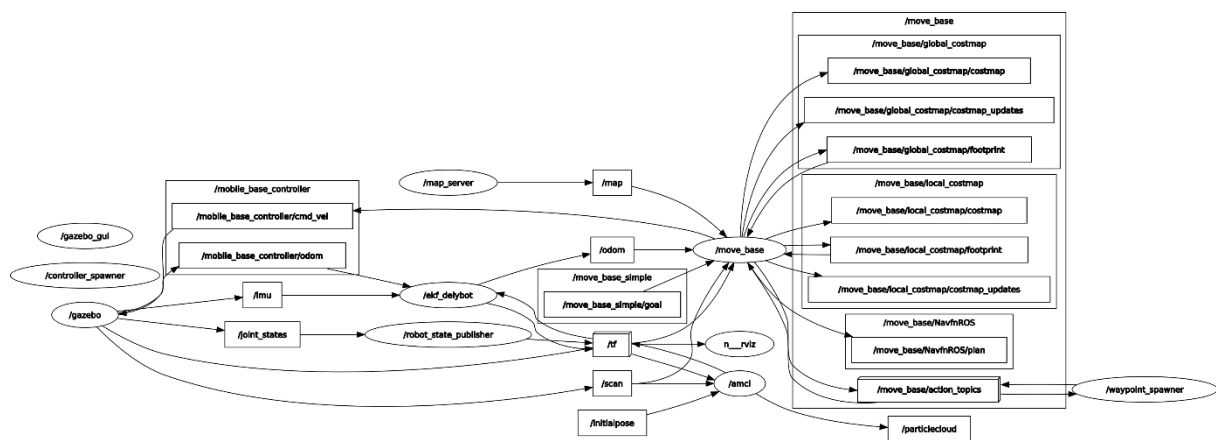 /move_base
/move_base/global_costmap
/move_base/global_costmap/costmap
/move_base/global_costmap/costmap_updates
/move_base/global_costmap/footprint
/map_server
/map
/mobile_base_controller
/mobile_base_controller/cmd_vel
/mobile_base_controller/odom
/move_base/local_costmap
/move_base/local_costmap/costmap
/move_base/local_costmap/footprint
/move_base/local_costmap/costmap_updates
/gazebo_gui
/controller_spawner
/gazebo
/odom
/move_base
/move_base_simple
/move_base_simple/goal
/imu
/ekf_delybot
/joint_states
/robot_state_publisher
/tf
n___rviz
/scan
/amcl
/initialpose
/particlecloud
/move_base/NavfnROS
/move_base/NavfnROS/plan
/move_base/action_topics
/waypoint_spawner